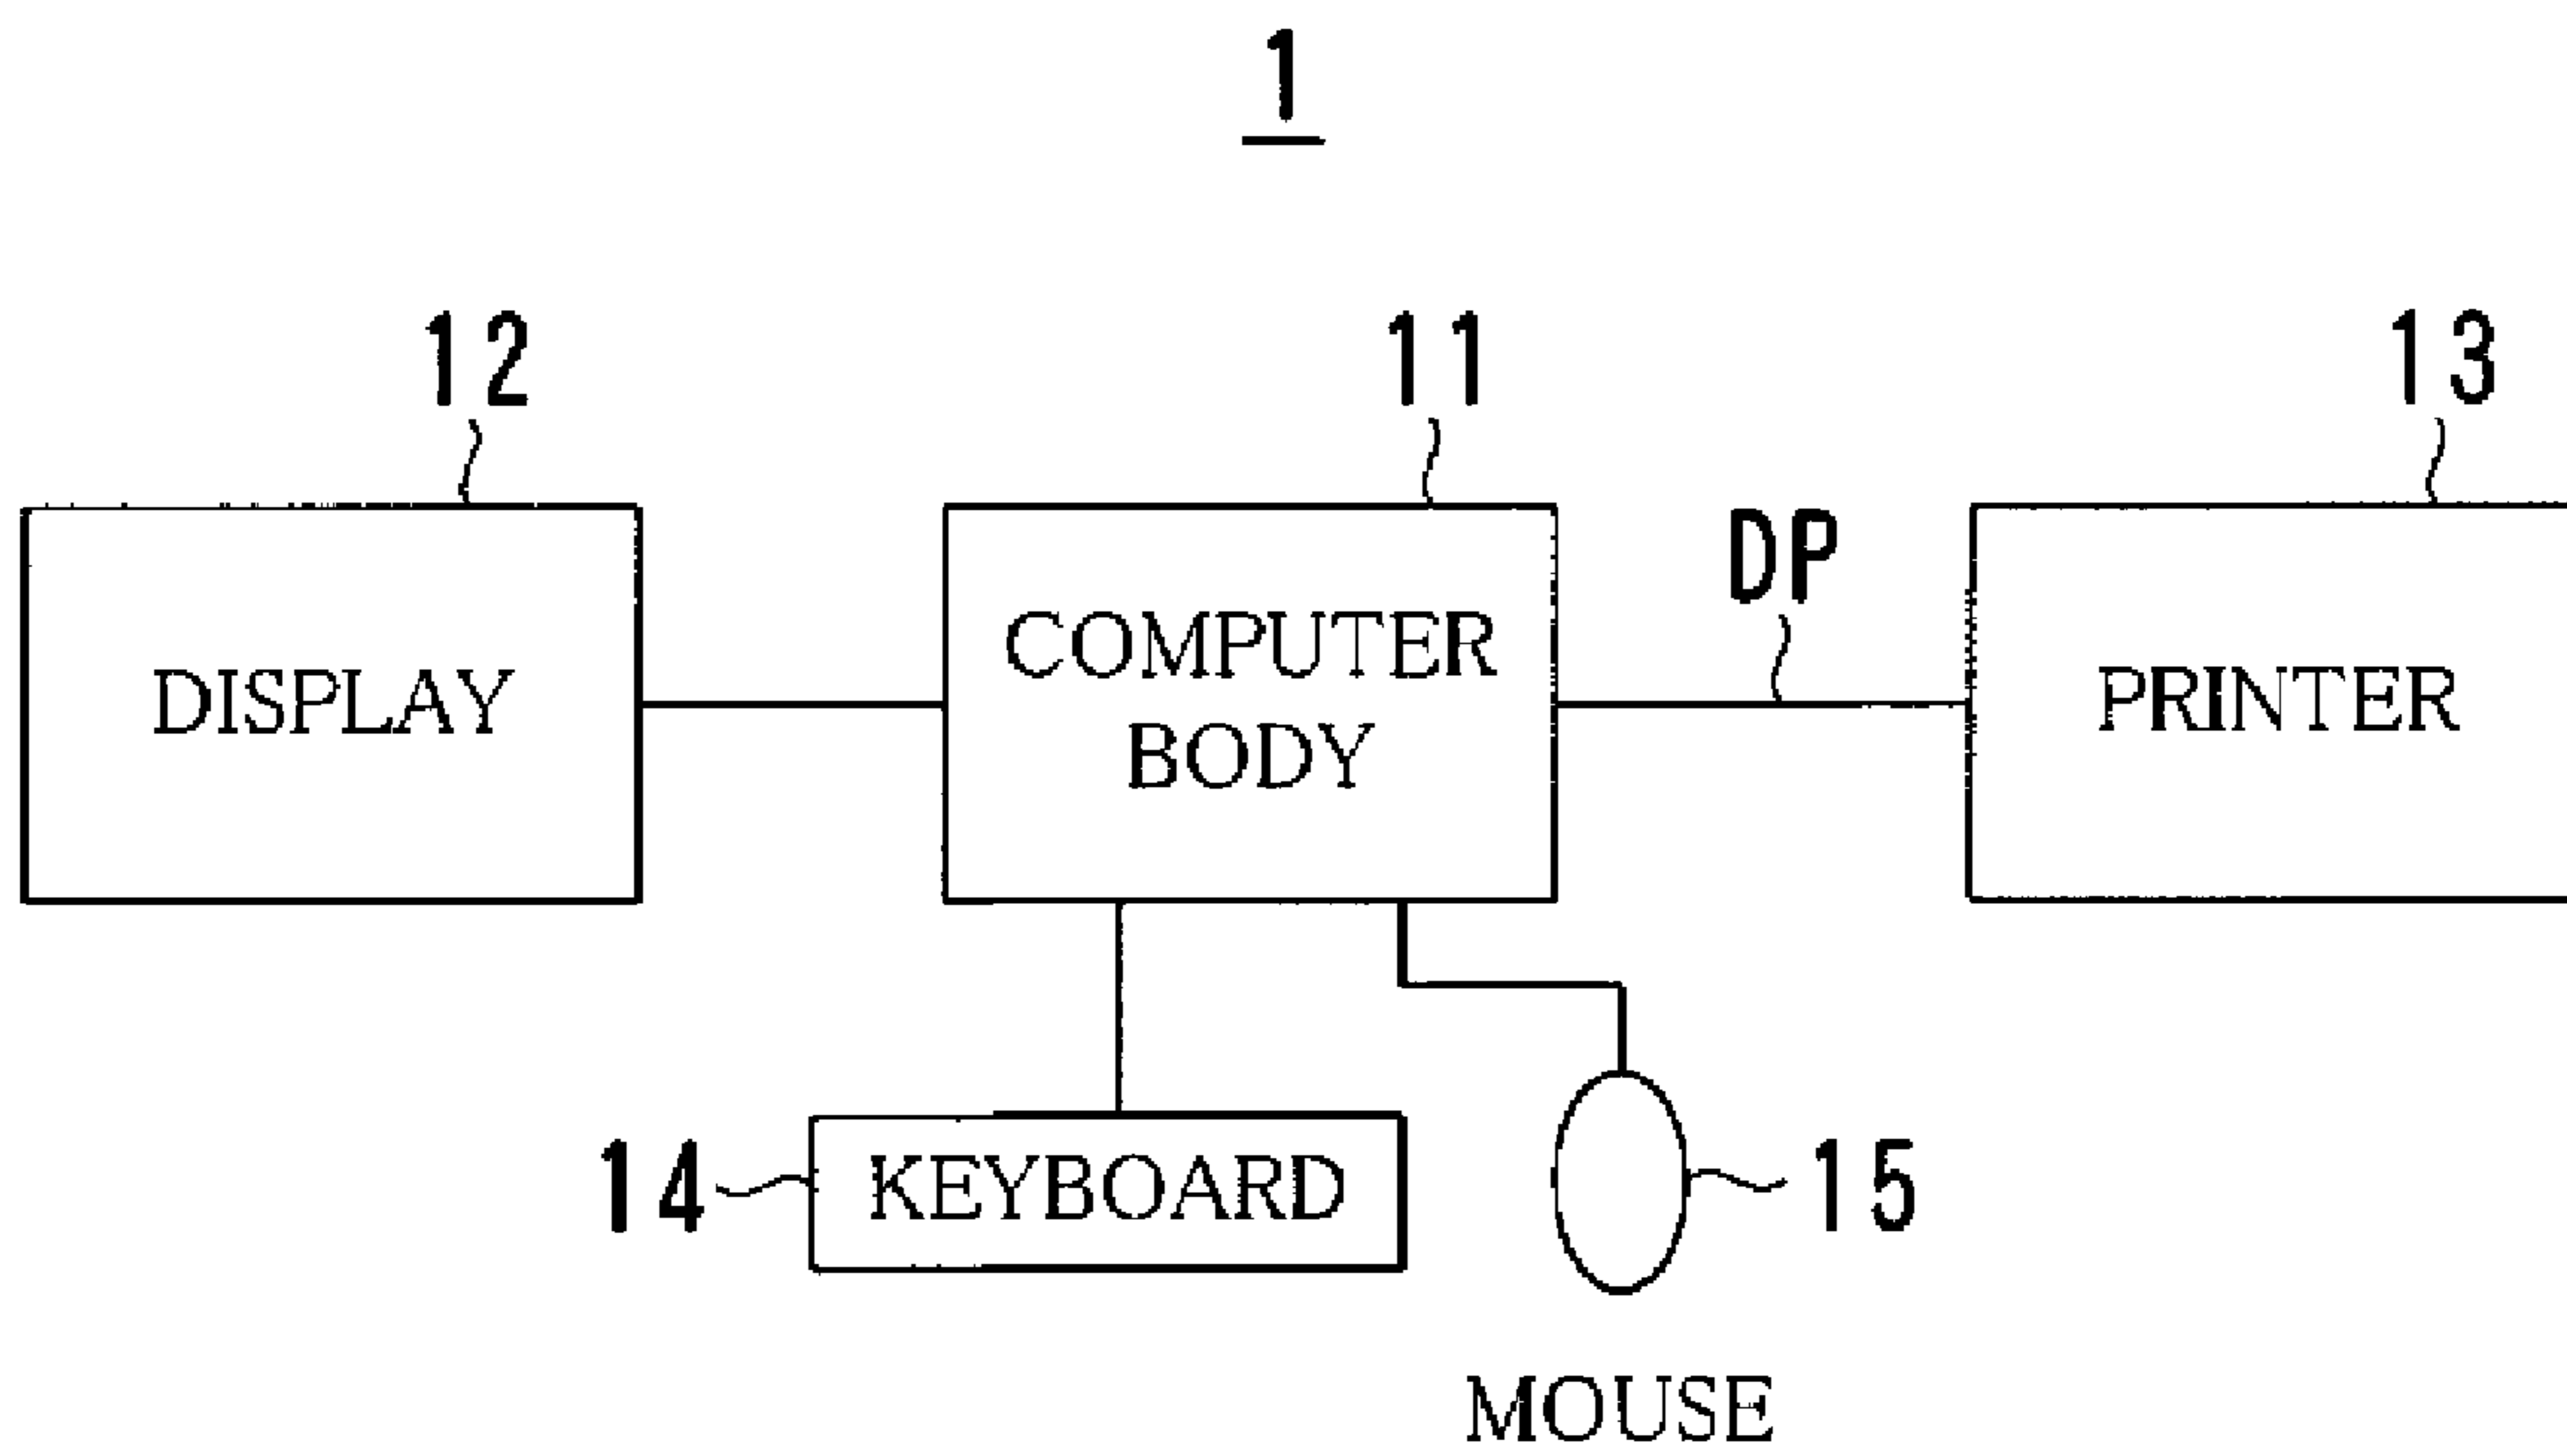 1
12
11
13
DP
DISPLAY
COMPUTER
BODY
PRINTER
14
KEYBOARD
15
MOUSE